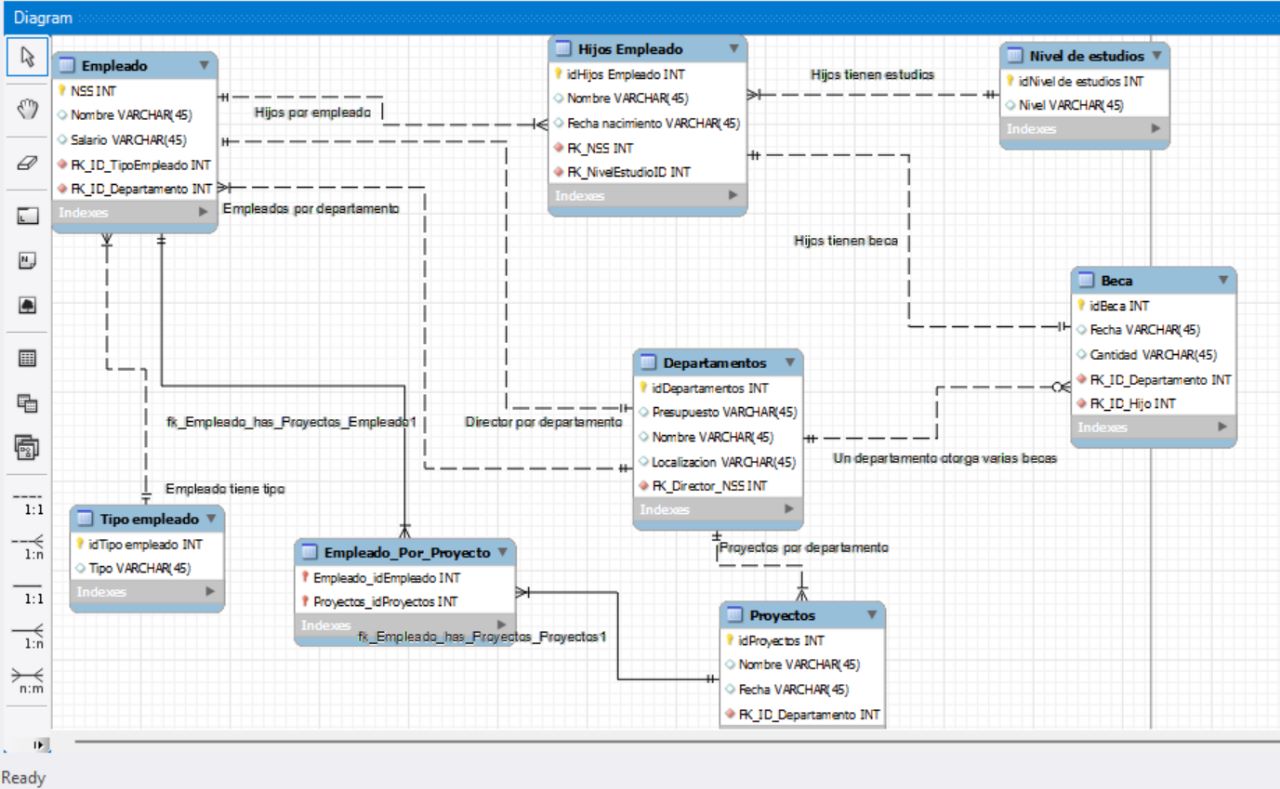 Diagram
Empleado
NSS INT
Nombre VARCHAR(45)
Salario VARCHAR(45)
FK_ID_TipoEmpleado INT
FK_ID_Departamento INT
Indexes
Hijos por empleado
Empleados por departamento
Hijos Empleado
idHijos Empleado INT
Nombre VARCHAR(45)
Fecha nacimiento VARCHAR(45)
FK_NSS INT
FK_NivelEstudioID INT
Indexes
Hijos tienen estudios
Nivel de estudios
idNivel de estudios INT
Nivel VARCHAR(45)
Indexes
Hijos tienen beca
Beca
idBeca INT
Fecha VARCHAR(45)
Cantidad VARCHAR(45)
FK_ID_Departamento INT
FK_ID_Hijo INT
Indexes
Departamentos
idDepartamentos INT
Presupuesto VARCHAR(45)
Nombre VARCHAR(45)
Localizacion VARCHAR(45)
FK_Director_NSS INT
Indexes
fk_Empleado_has_Proyectos_Empleado1
Director por departamento
Un departamento otorga varias becas
Empleado tiene tipo
Tipo empleado
idTipo empleado INT
Tipo VARCHAR(45)
Indexes
Empleado_Por_Proyecto
Empleado_idEmpleado INT
Proyectos_idProyectos INT
Indexes
fk_Empleado_has_Proyectos_Proyectos1
Proyectos por departamento
Proyectos
idProyectos INT
Nombre VARCHAR(45)
Fecha VARCHAR(45)
FK_ID_Departamento INT
1:1
1:n
1:1
1:n
n:m
Ready